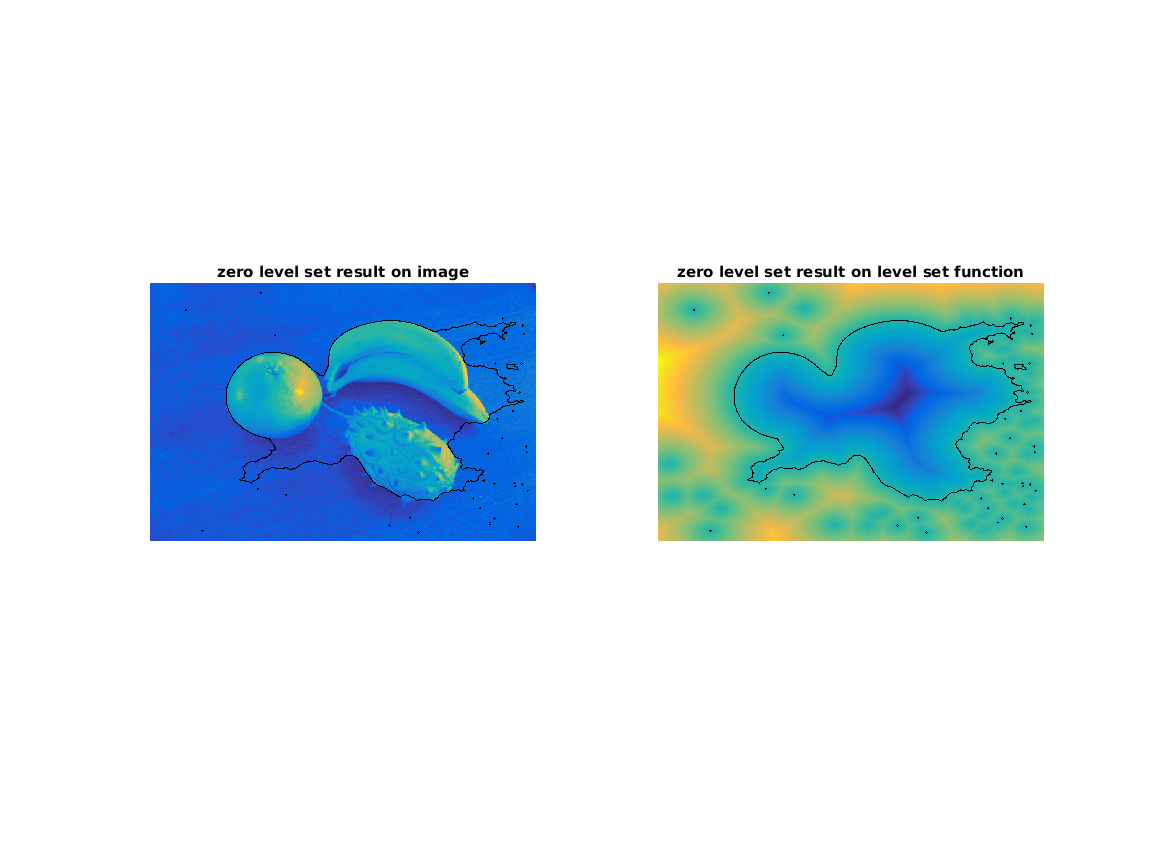 zero level set result on image
zero level set result on level set function